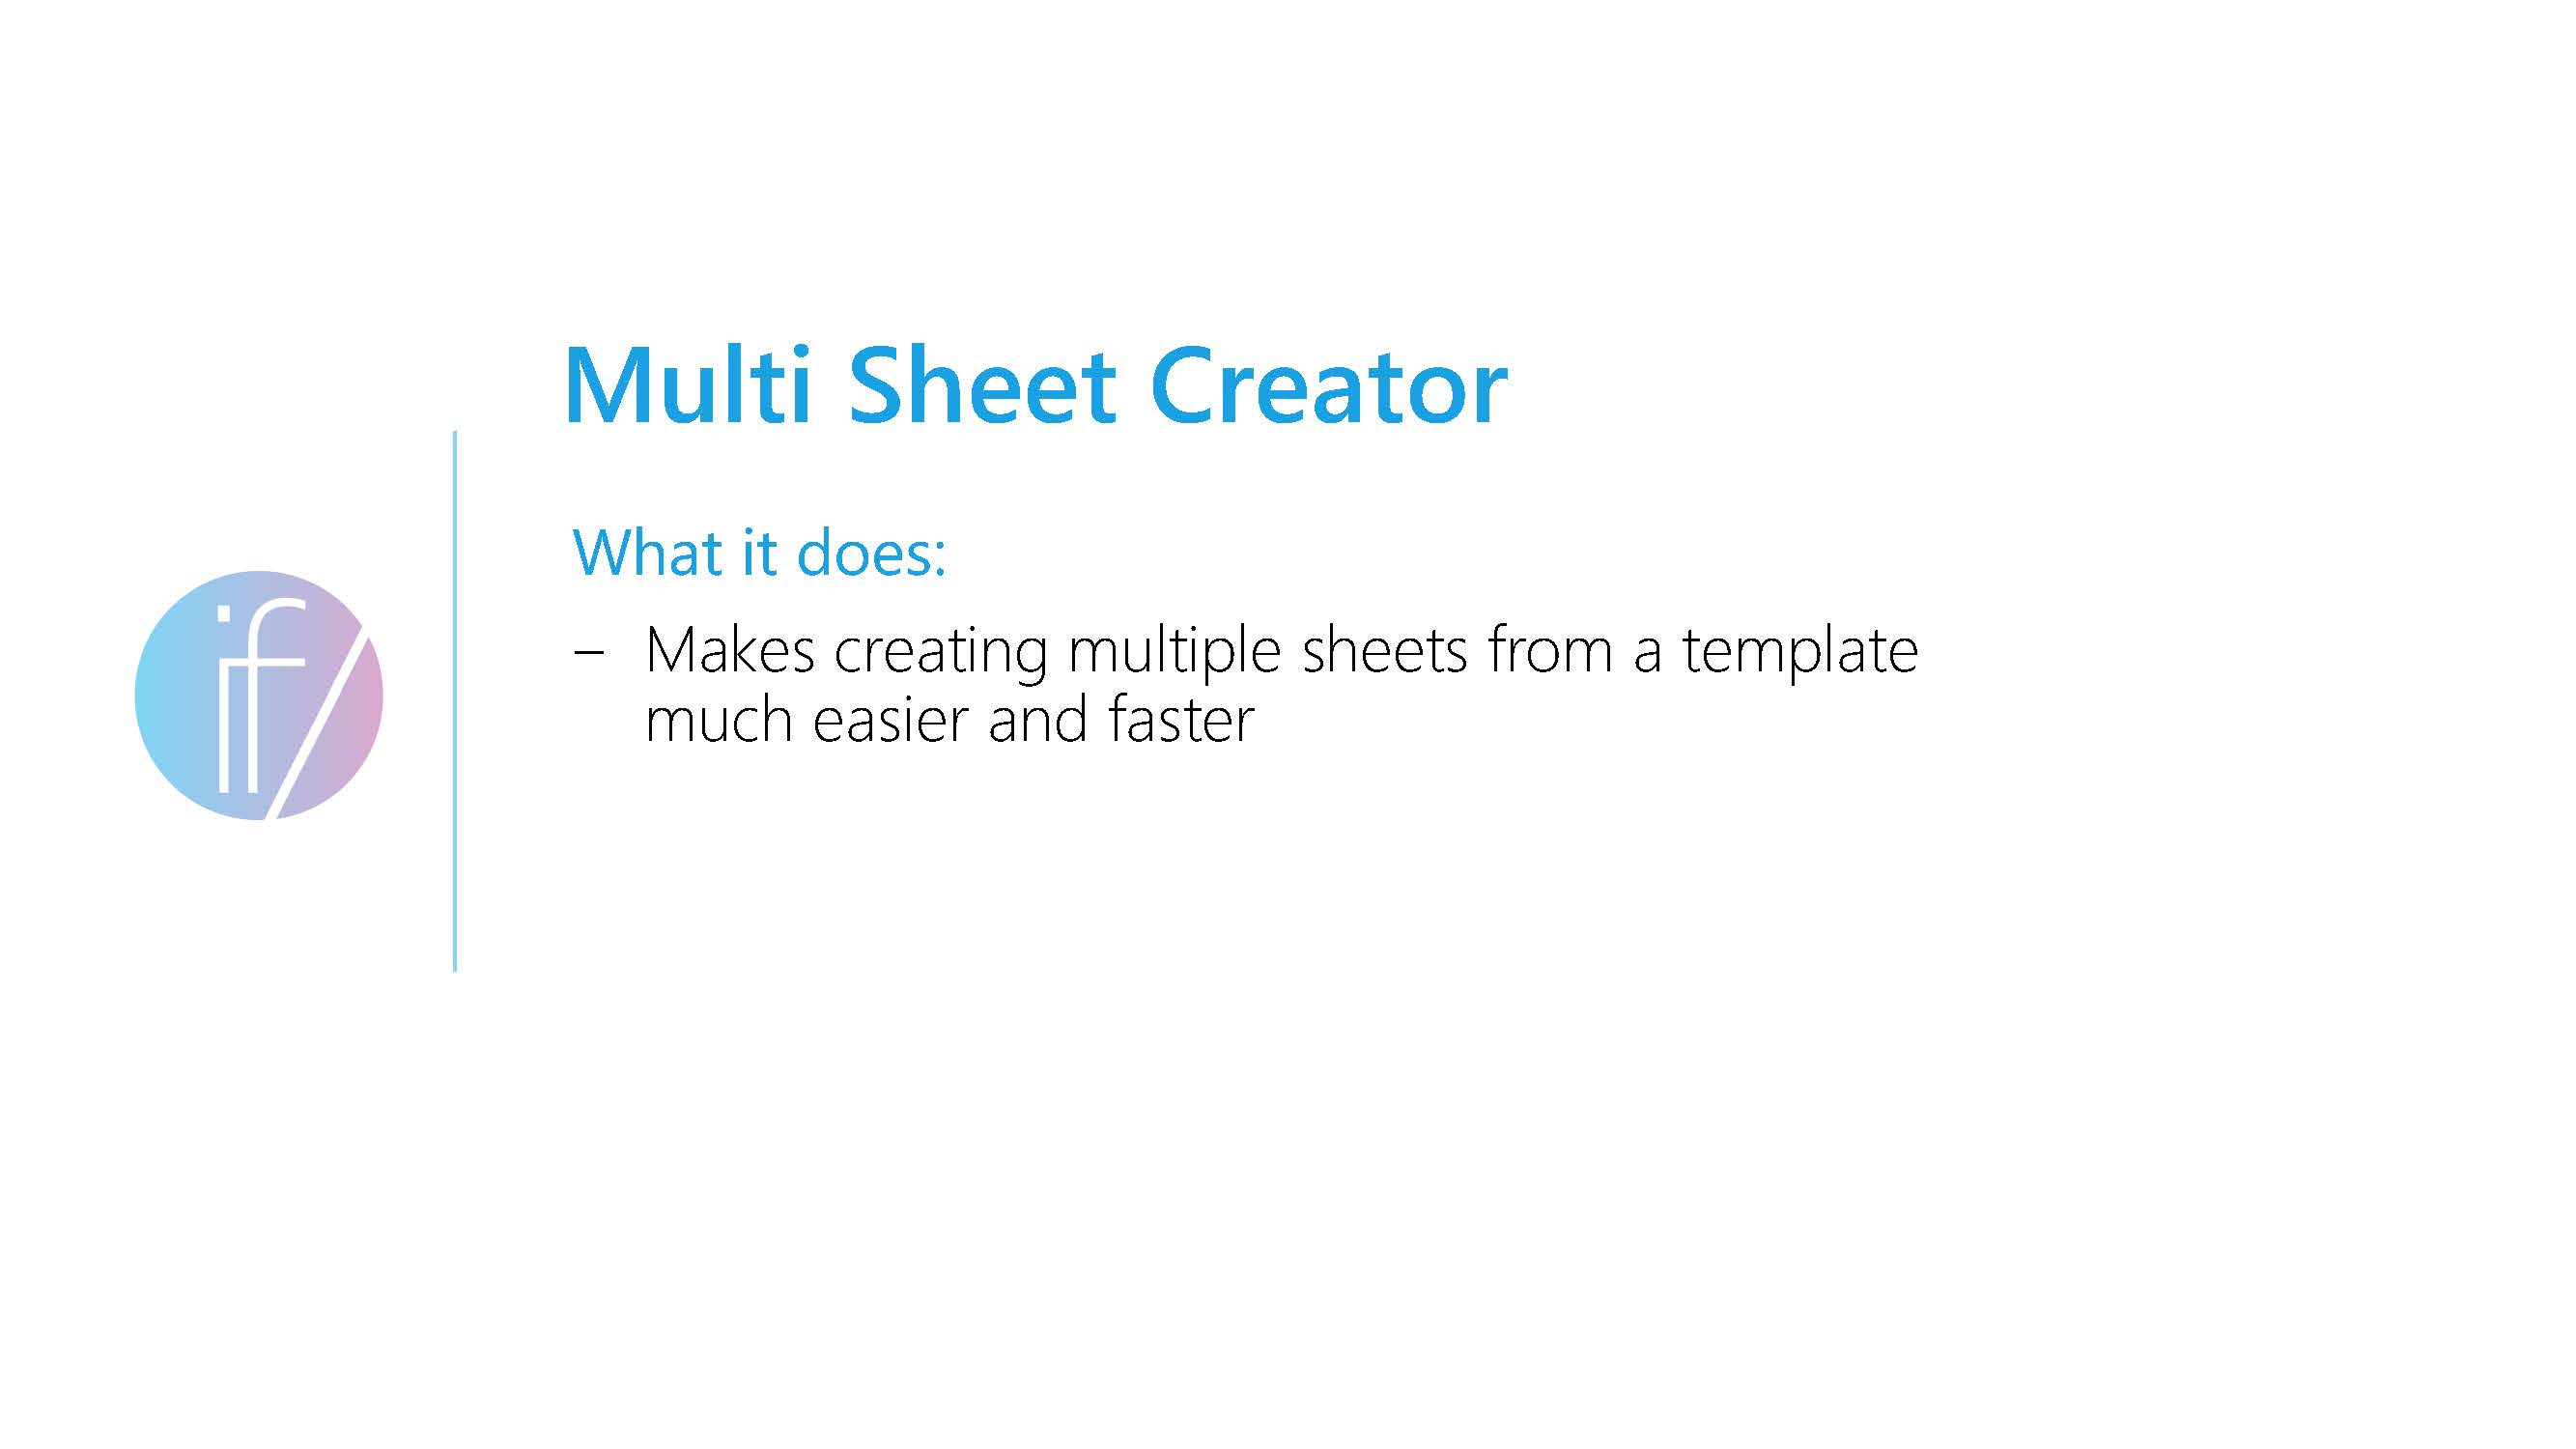 Multi Sheet Creator
What it does:
if/
– Makes creating multiple sheets from a template
much easier and faster